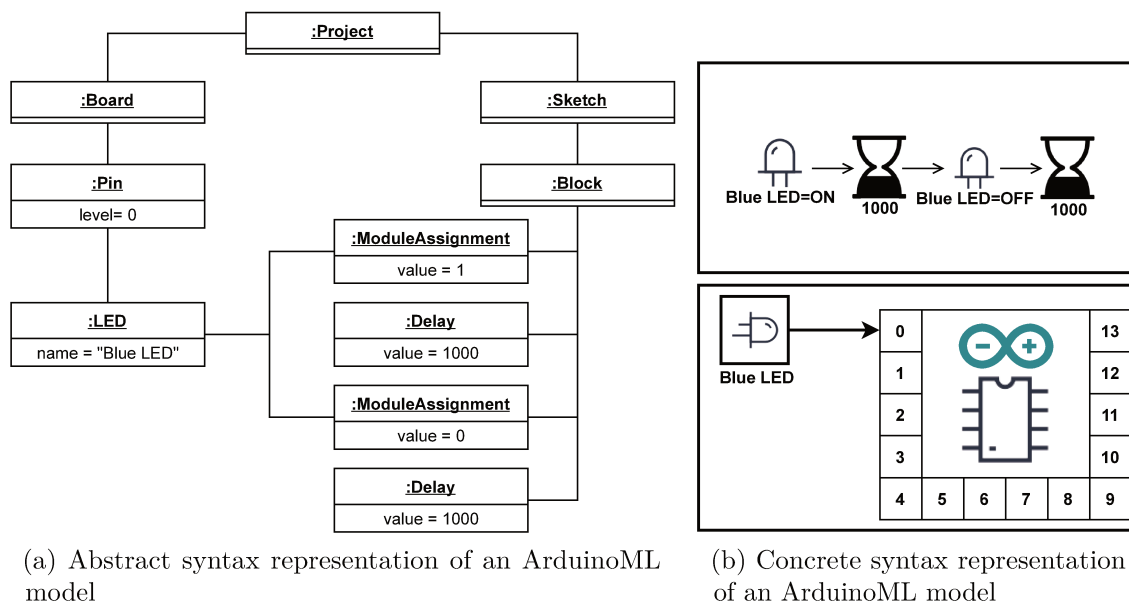 :Project
:Board
:Sketch
:Pin
level= 0
:Block
:ModuleAssignment
value = 1
:LED
name = "Blue LED"
:Delay
value = 1000
:ModuleAssignment
value = 0
:Delay
value = 1000
(a) Abstract syntax representation of an ArduinoML
model
Blue LED=ON
1000
Blue LED=OFF
1000
Blue LED
0
13
1
12
2
11
3
10
4 5 6 7 8 9
(b) Concrete syntax representation
of an ArduinoML model